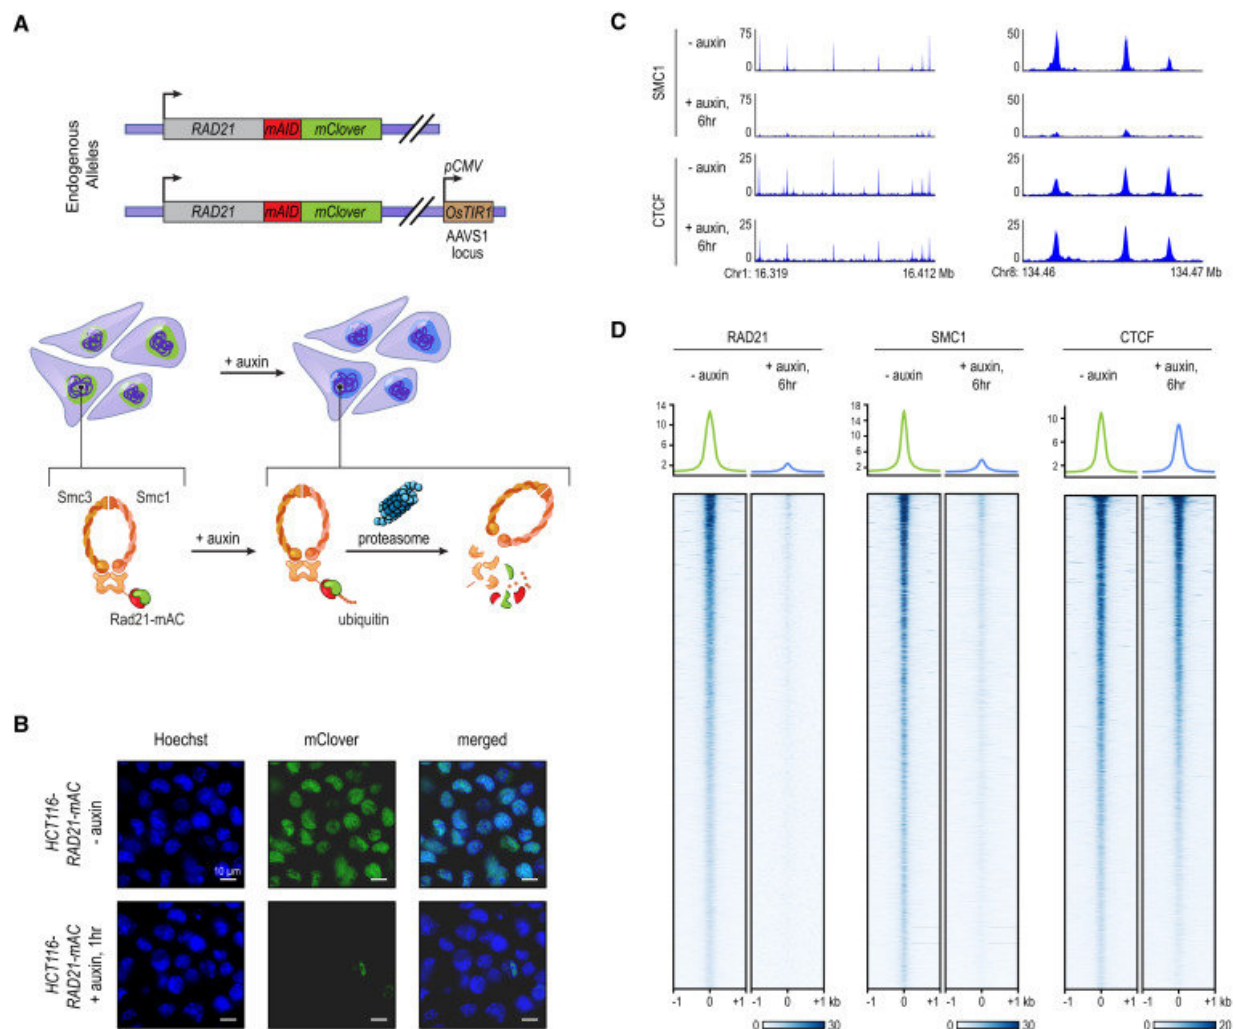 A
Endogenous
Alleles
RAD21 mAID mClover
pCMV
RAD21 mAID mClover OsTIR1
AAVS1
locus
+ auxin
Smc3 Smc1
+ auxin
proteasome
Rad21-mAC
ubiquitin
B
Hoechst mClover merged
HCT116-
RAD21-mAC
- auxin
10 µm
HCT116-
RAD21-mAC
+ auxin, 1hr
C
SMC1
- auxin
75
0
50
0
+ auxin,
6hr
75
0
50
0
CTCF
- auxin
25
0
25
0
+ auxin,
6hr
25
0
25
0
Chr1: 16.319 16.412 Mb
Chr8: 134.46 134.47 Mb
D
RAD21 SMC1 CTCF
- auxin + auxin,
6hr
- auxin + auxin,
6hr
- auxin + auxin,
6hr
14
10
6
2
18
14
10
6
2
10
6
2
-1 0 +1 -1 0 +1 kb
-1 0 +1 -1 0 +1 kb
-1 0 +1 -1 0 +1 kb
0 30
0 30
0 20